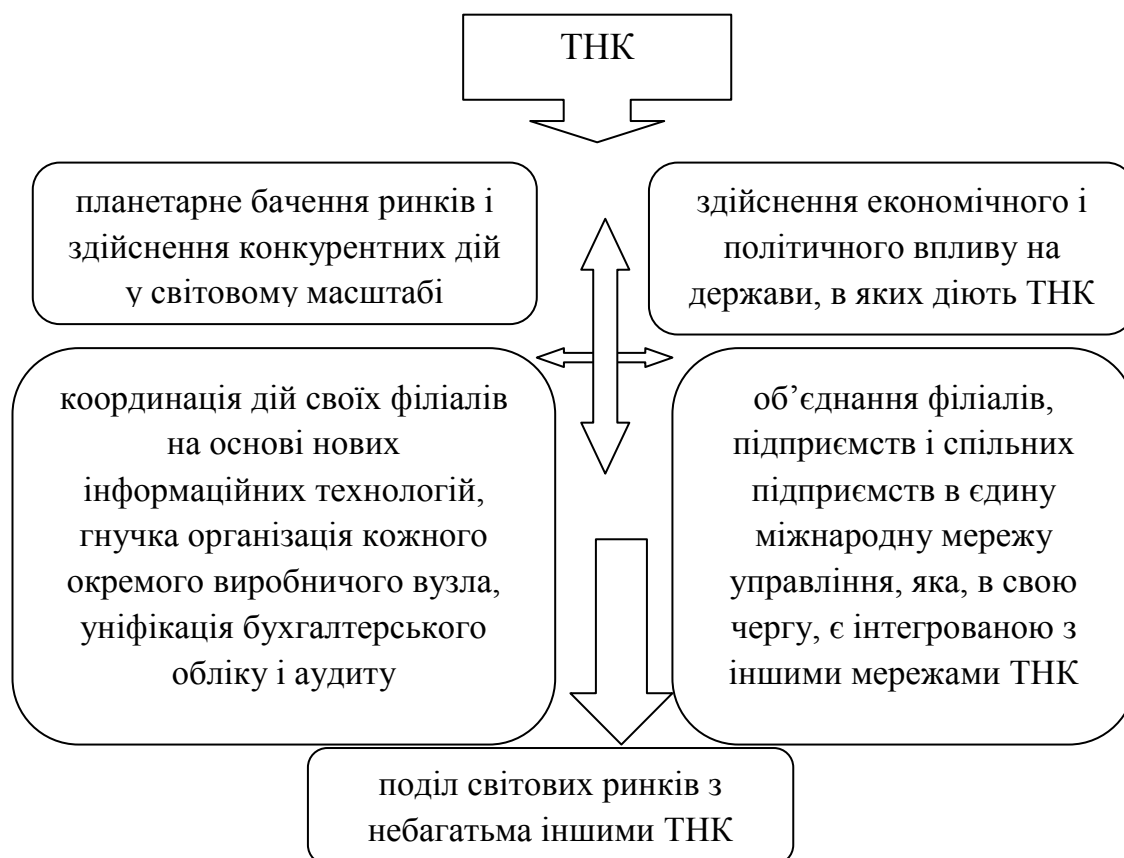 ТНК
планетарне бачення ринків і
здійснення конкурентних дій
у світовому масштабі
здійснення економічного і
політичного впливу на
держави, в яких діють ТНК
координація дій своїх філіалів
на основі нових
інформаційних технологій,
гнучка організація кожного
окремого виробничого вузла,
уніфікація бухгалтерського
обліку і аудиту
об’єднання філіалів,
підприємств і спільних
підприємств в єдину
міжнародну мережу
управління, яка, в свою
чергу, є інтегрованою з
іншими мережами ТНК
поділ світових ринків з
небагатьма іншими ТНК